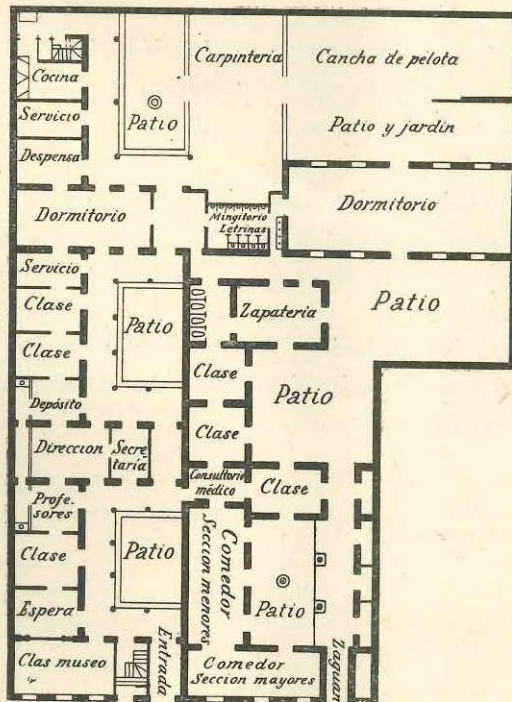 Cocina
Servicio
Despensa
Patio
Carpinteria
Cancha de pelota
Patio y jardin
Dormitorio
Mingitorio
Letrinas
Dormitorio
Servicio
Clase
Clase
Patio
Zapatería
Patio
Clase
Patio
Depósito
Direccion
Secre-
taría
Clase
Consultorio
médico
Clase
Profe-
sores
Clase
Espera
Patio
Comedor
Seccion menores
Patio
Clas museo
Entrada
Comedor
Seccion mayores
Zaguan